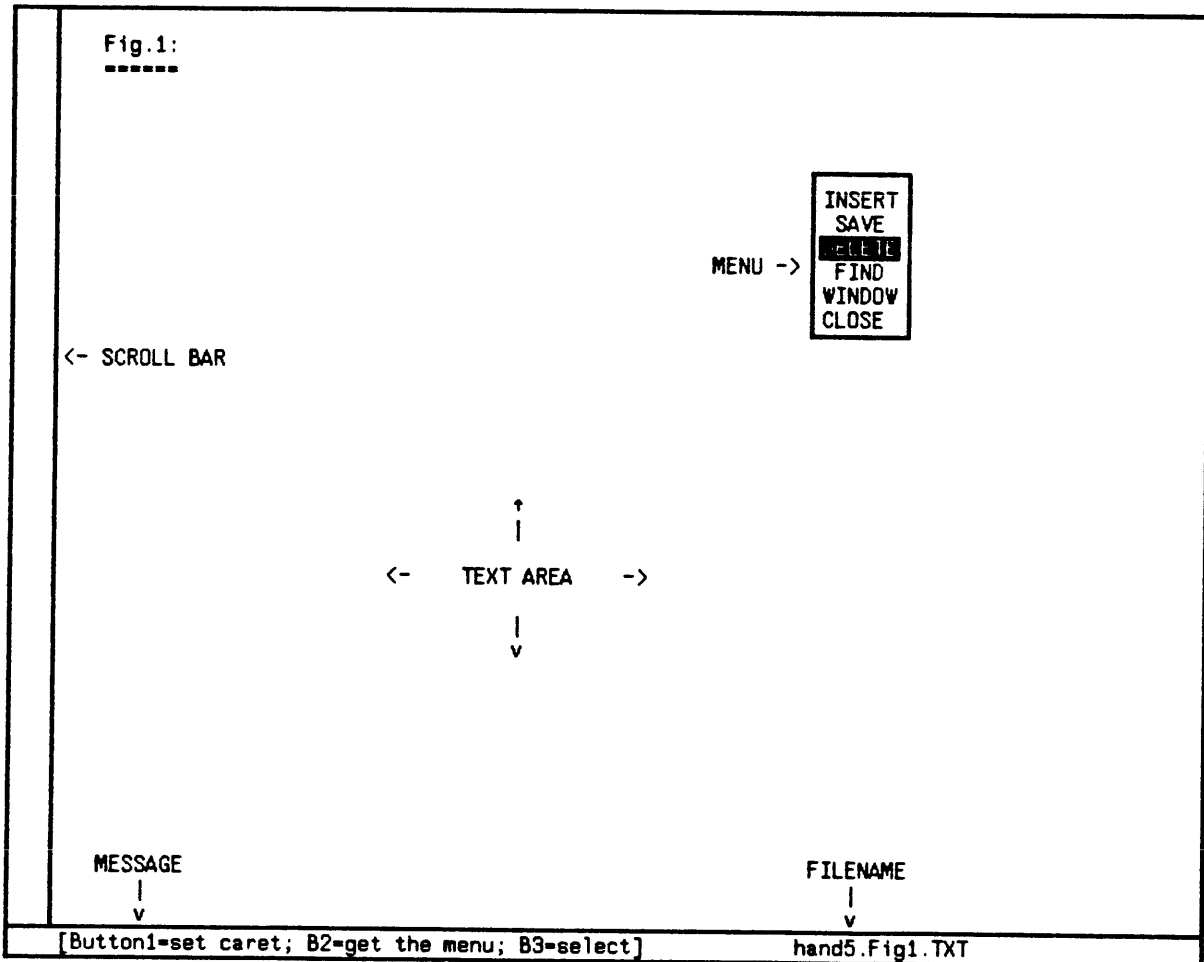 Fig.1:
======
INSERT
SAVE
DELETE
MENU ->
FIND
WINDOW
CLOSE
<- SCROLL BAR
↑
|
<- TEXT AREA ->
|
v
MESSAGE
|
v
FILENAME
|
v
[Button1=set caret; B2=get the menu; B3=select]
hand5.Fig1.TXT